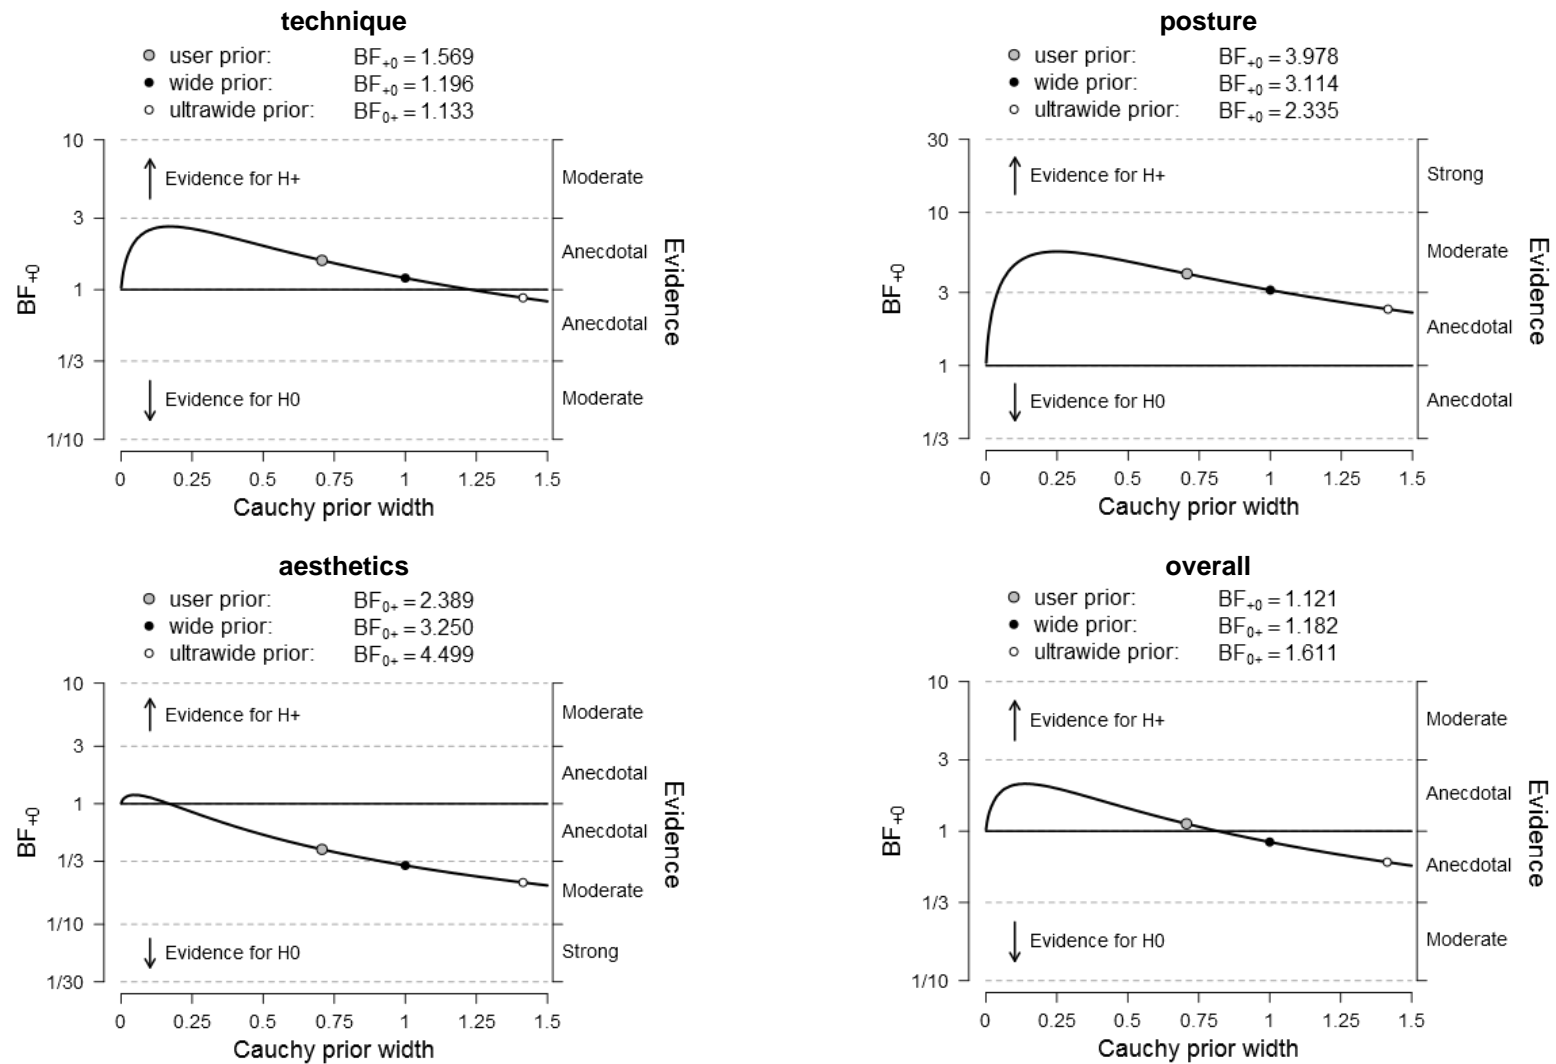 technique
user prior: BF+0 = 1.569
wide prior: BF+0 = 1.196
ultrawide prior: BF0+ = 1.133
10
3
1
1/3
1/10
BF+0
Evidence for H+
Evidence for H0
Moderate
Anecdotal
Anecdotal
Moderate
Evidence
0 0.25 0.5 0.75 1 1.25 1.5
Cauchy prior width
posture
user prior: BF+0 = 3.978
wide prior: BF+0 = 3.114
ultrawide prior: BF+0 = 2.335
30
10
3
1
1/3
BF+0
Evidence for H+
Evidence for H0
Strong
Moderate
Anecdotal
Anecdotal
Evidence
0 0.25 0.5 0.75 1 1.25 1.5
Cauchy prior width
aesthetics
user prior: BF0+ = 2.389
wide prior: BF0+ = 3.250
ultrawide prior: BF0+ = 4.499
10
3
1
1/3
1/10
1/30
BF+0
Evidence for H+
Evidence for H0
Moderate
Anecdotal
Anecdotal
Moderate
Strong
Evidence
0 0.25 0.5 0.75 1 1.25 1.5
Cauchy prior width
overall
user prior: BF+0 = 1.121
wide prior: BF0+ = 1.182
ultrawide prior: BF0+ = 1.611
10
3
1
1/3
1/10
BF+0
Evidence for H+
Evidence for H0
Moderate
Anecdotal
Anecdotal
Moderate
Evidence
0 0.25 0.5 0.75 1 1.25 1.5
Cauchy prior width